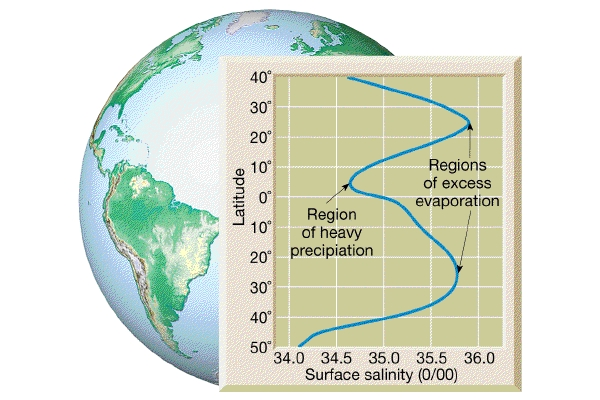 40°
30°
20°
10°
0°
10°
20°
30°
40°
50°
Latitude
Regions
of excess
evaporation
Region
of heavy
precipiation
34.0 34.5 35.0 35.5 36.0
Surface salinity (0/00)